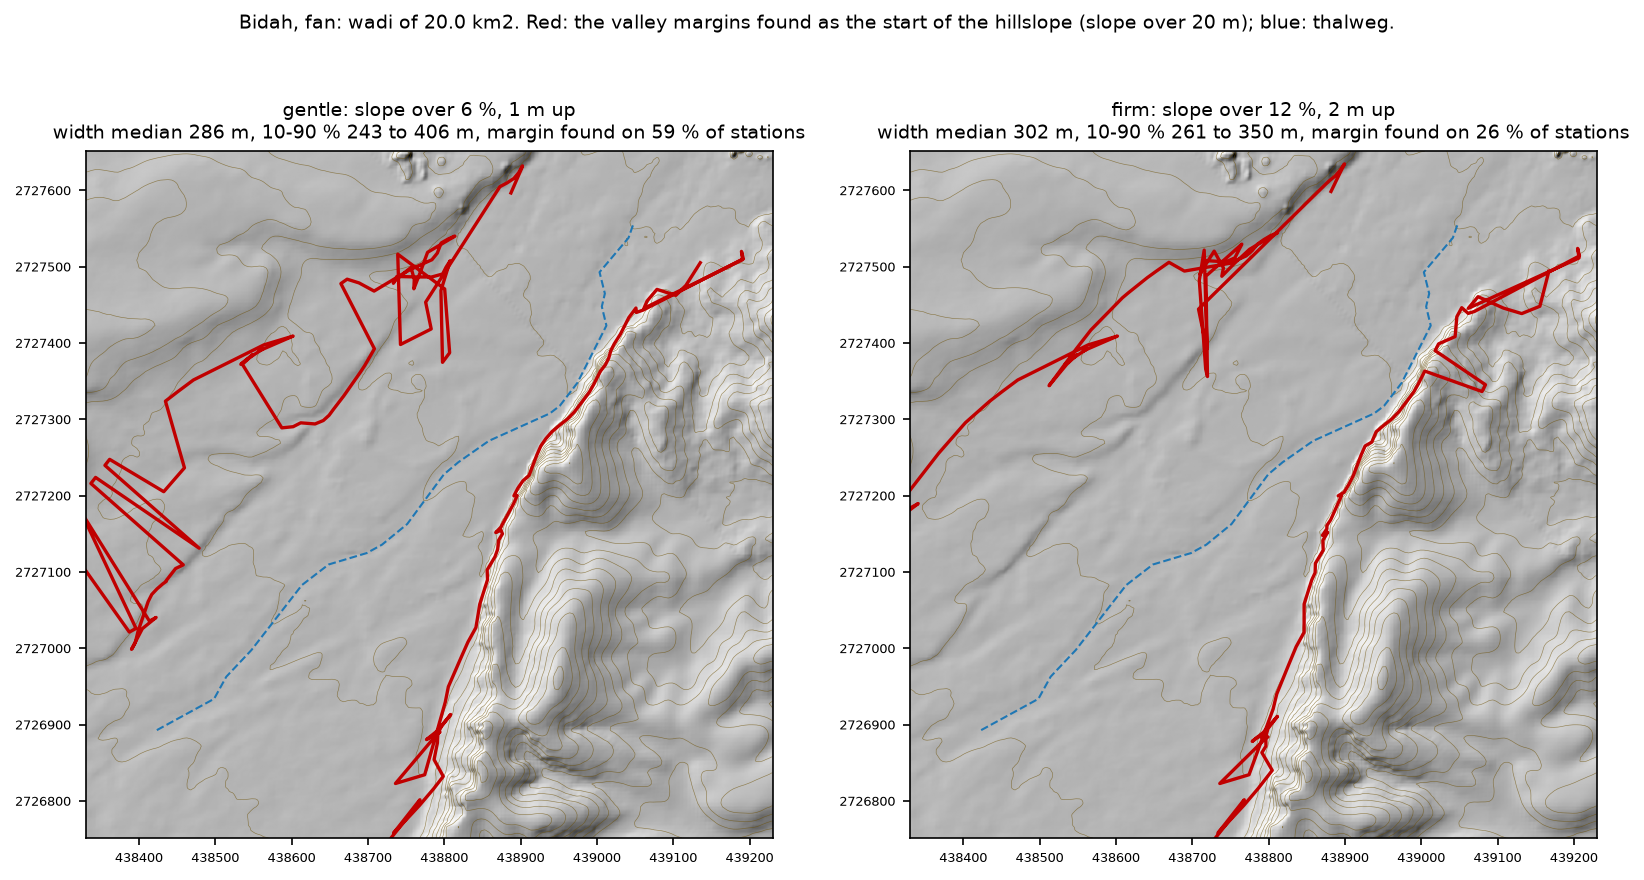 Bidah, fan: wadi of 20.0 km2. Red: the valley margins found as the start of the hillslope (slope over 20 m); blue: thalweg.
gentle: slope over 6 %, 1 m up
width median 286 m, 10-90 % 243 to 406 m, margin found on 59 % of stations
2727600
2727500
2727400
2727300
2727200
2727100
2727000
2726900
2726800
438400 438500 438600 438700 438800 438900 439000 439100 439200
firm: slope over 12 %, 2 m up
width median 302 m, 10-90 % 261 to 350 m, margin found on 26 % of stations
2727600
2727500
2727400
2727300
2727200
2727100
2727000
2726900
2726800
438400 438500 438600 438700 438800 438900 439000 439100 439200